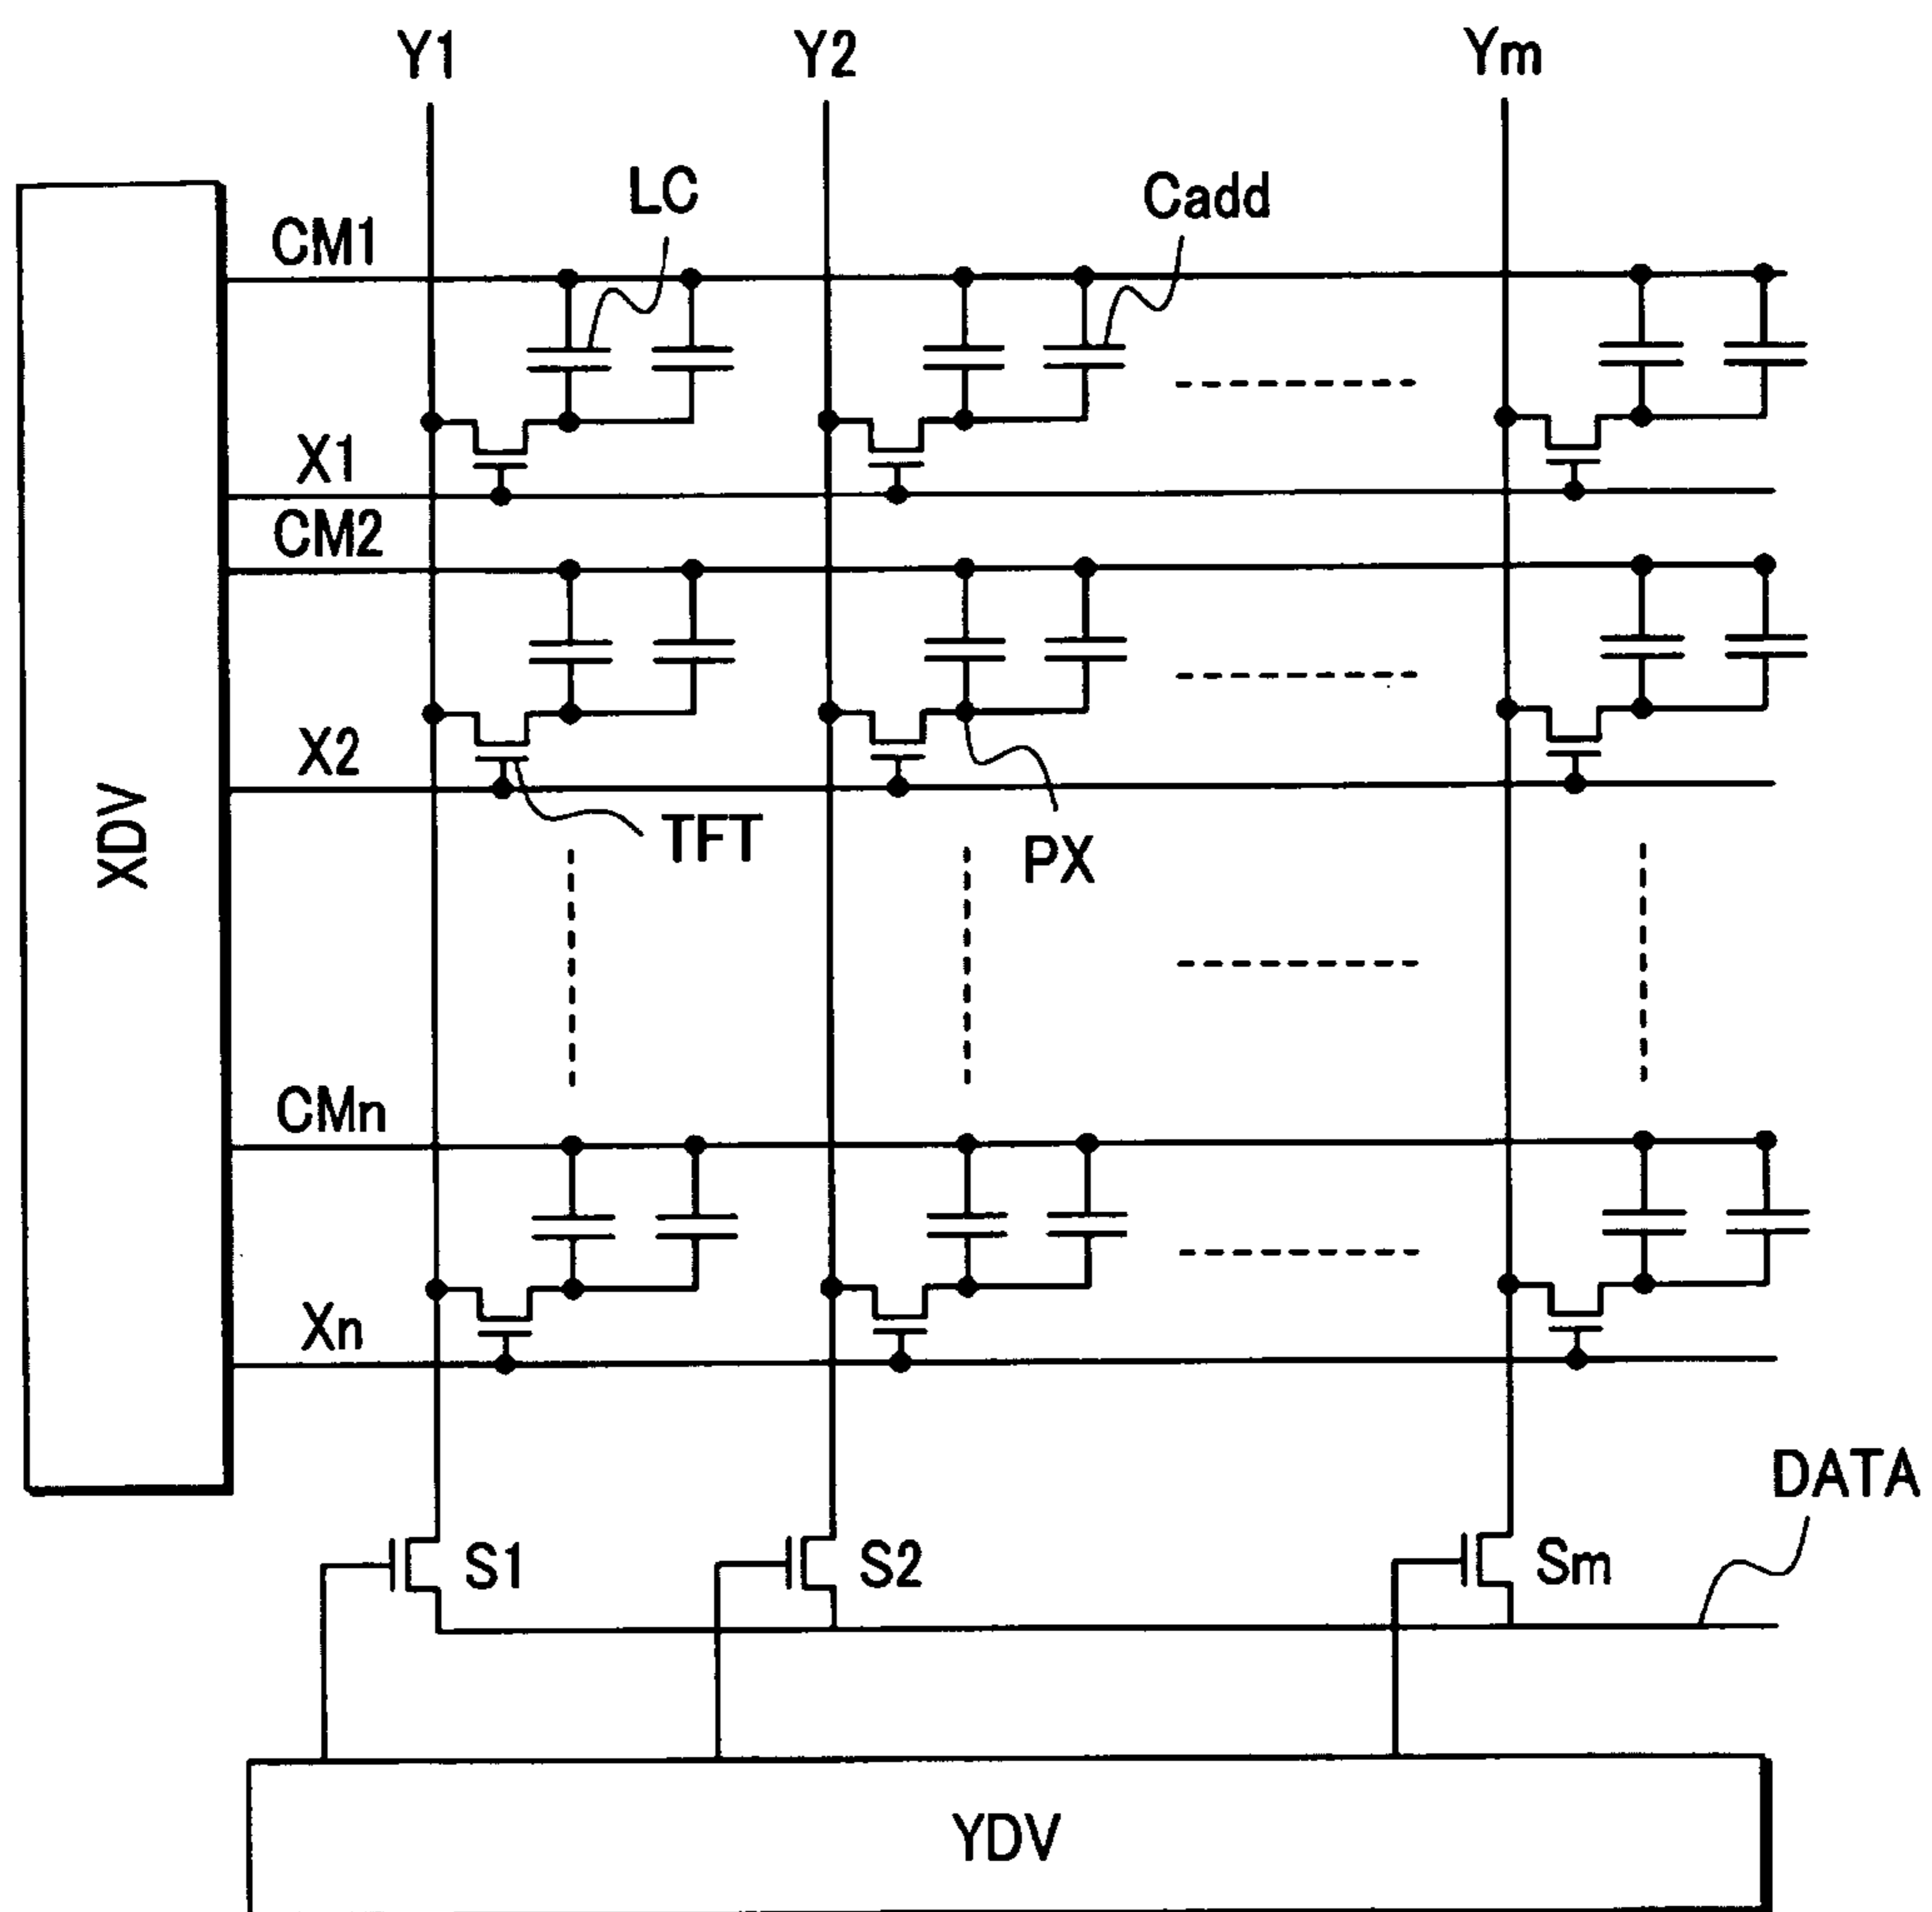 Y1
Y2
Ym
LC
Cadd
CM1
X1
CM2
X2
XDV
TFT
PX
CMn
Xn
DATA
S1
S2
Sm
YDV